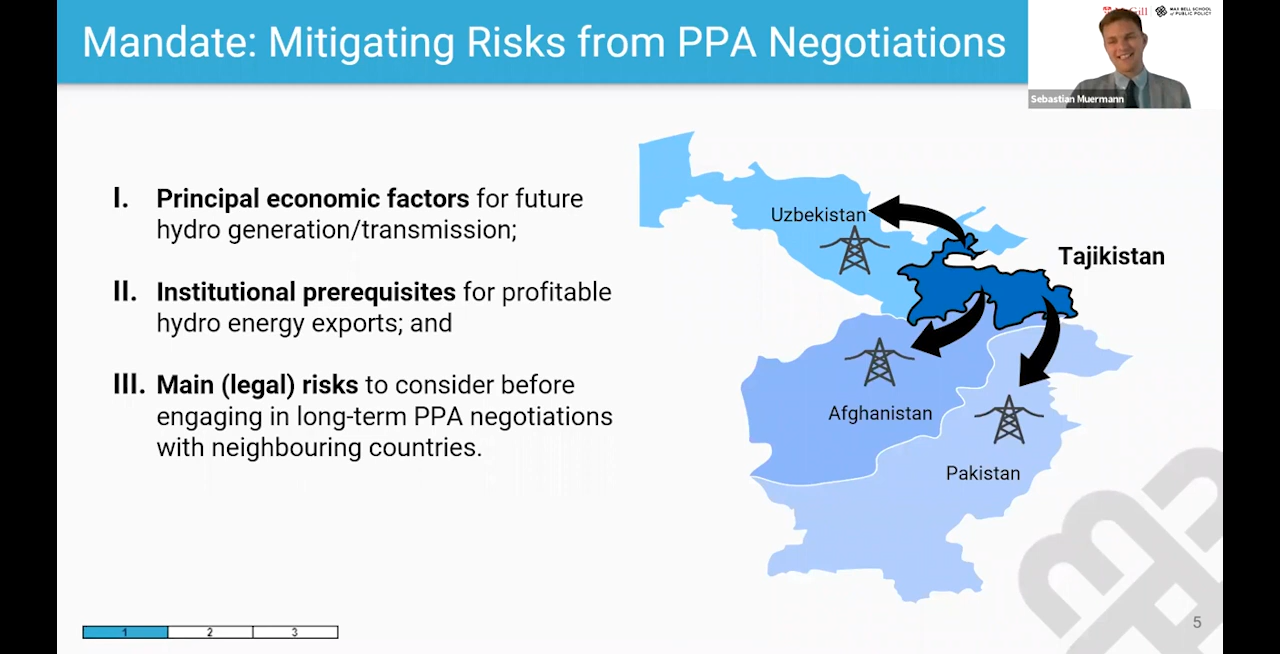 Mandate: Mitigating Risks from PPA Negotiations
MAX BELL SCHOOL
of PUBLIC POLICY
Sebastian Muermann
I. Principal economic factors for future
hydro generation/transmission;
II. Institutional prerequisites for profitable
hydro energy exports; and
III. Main (legal) risks to consider before
engaging in long-term PPA negotiations
with neighbouring countries.
Uzbekistan
Tajikistan
Afghanistan
Pakistan
1 2 3
5